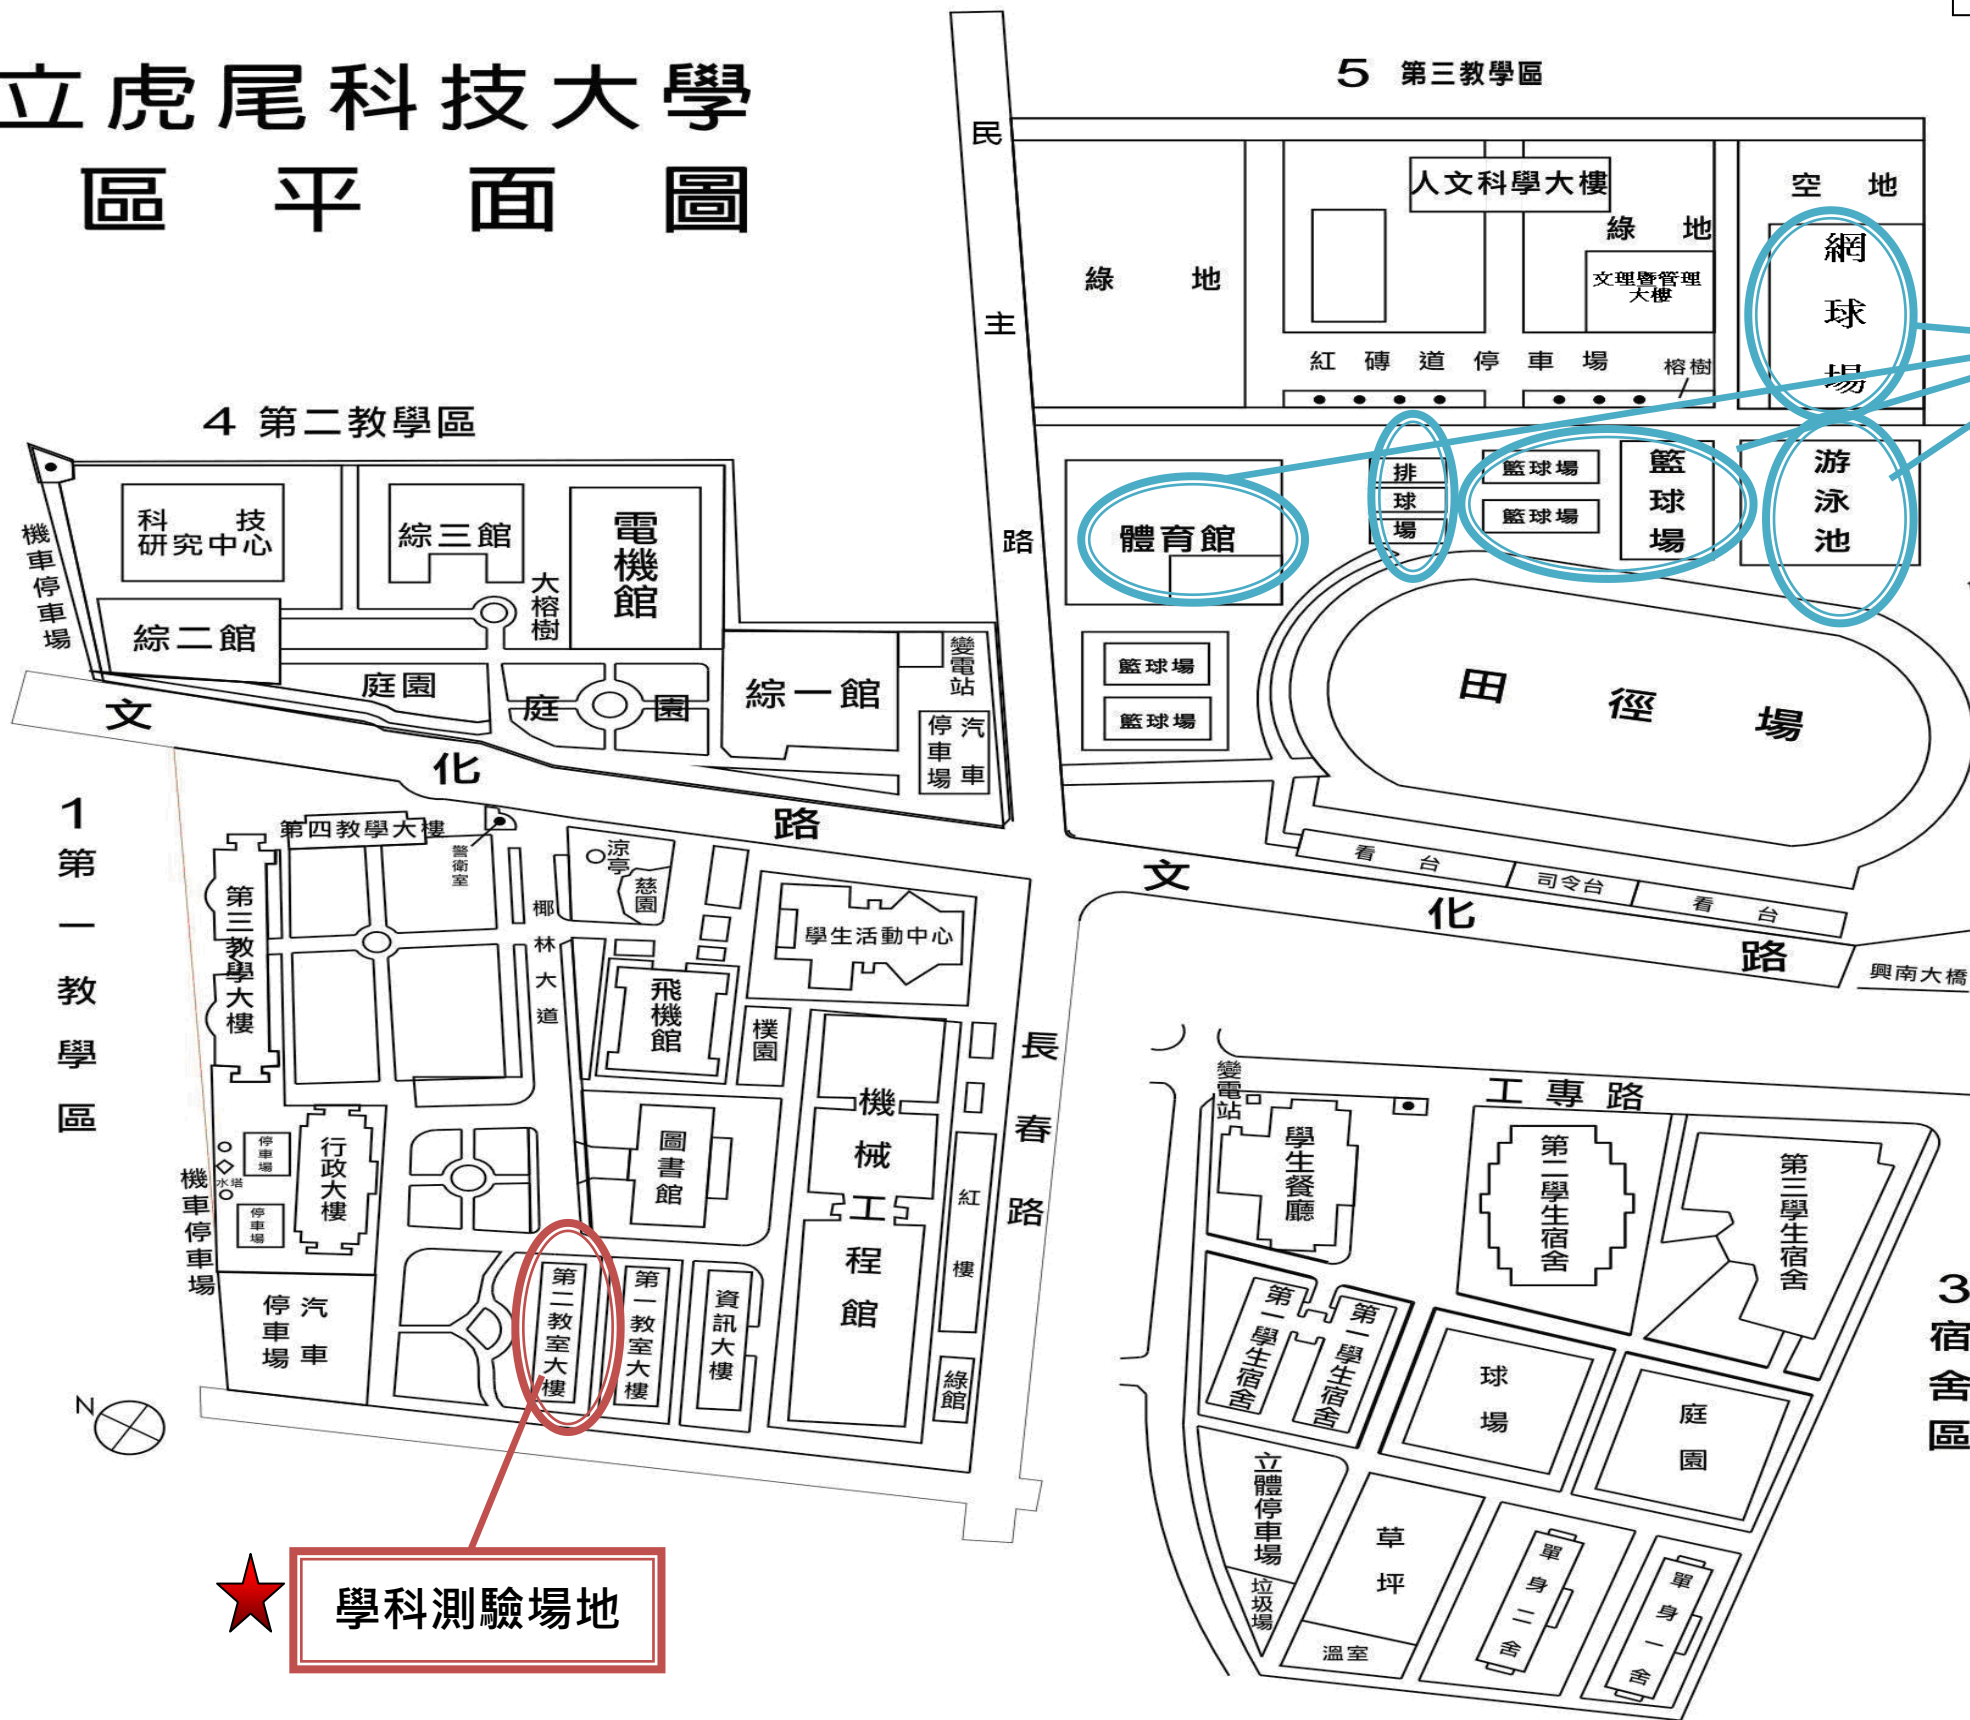 立虎尾科技大學
區平面圖
5 第三教學區
民主路
人文科學大樓
空地
綠地
綠地
文理暨管理
大樓
網球場
紅磚道停車場
榕樹
4 第二教學區
體育館
排球場
籃球場
籃球場
籃球場
游泳池
機車停車場
科技
研究中心
綜三館
電機館
大榕樹
綜二館
庭園
庭園
綜一館
變電站
汽車
停車場
籃球場
籃球場
田徑場
文化路
看台
司令台
看台
文化路
興南大橋
1 第一教學區
第四教學大樓
警衛室
涼亭
慈園
第三教學大樓
椰林大道
學生活動中心
飛機館
樸園
長春路
機械工程館
圖書館
紅樓
綠館
停車場
水塔
停車場
行政大樓
機車停車場
汽車
停車場
第二教室大樓
第一教室大樓
資訊大樓
N
變電站
工專路
學生餐廳
第二學生宿舍
第三學生宿舍
3 宿舍區
第一學生宿舍
第一學生宿舍
球場
庭園
立體停車場
垃圾場
草坪
溫室
單身二舍
單身一舍
學科測驗場地